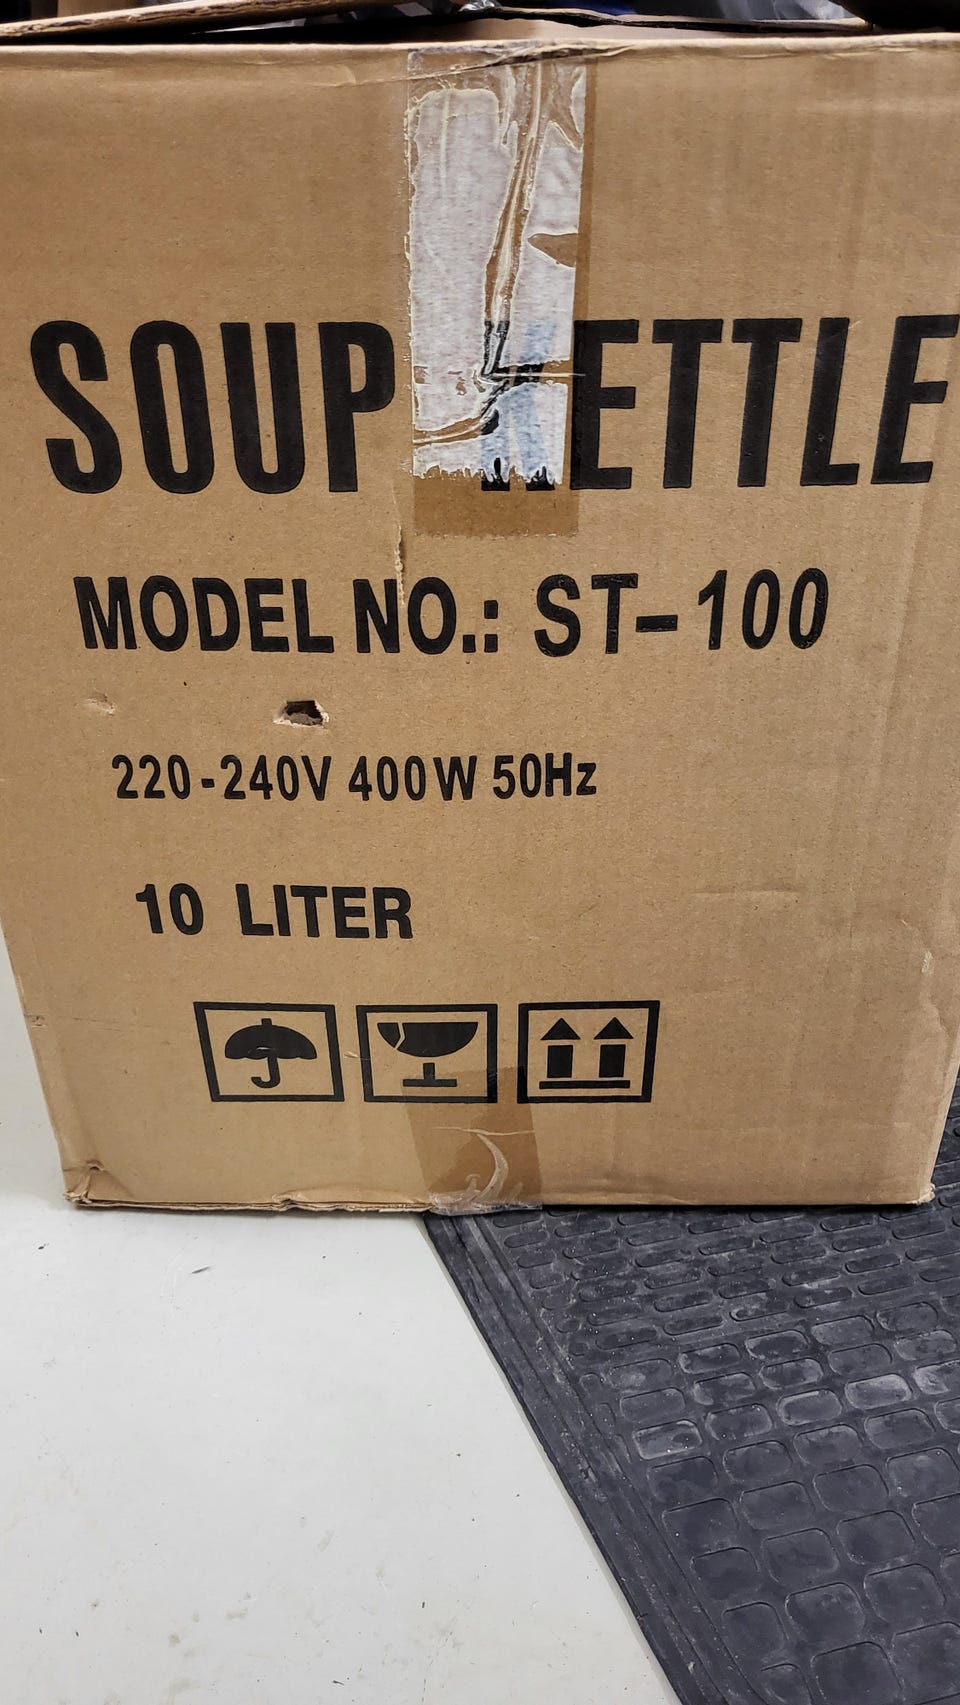 SOUP KETTLE
MODEL NO.: ST-100
220-240V 400W 50Hz
10 LITER